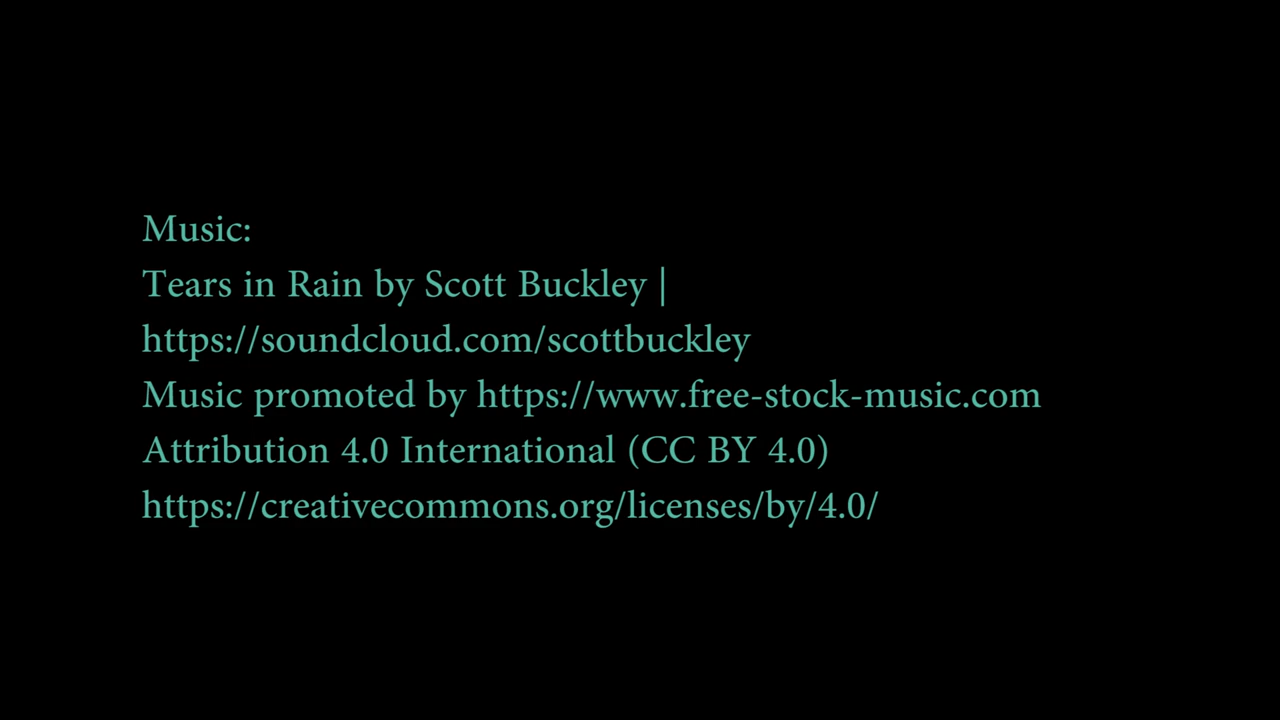 Music:
Tears in Rain by Scott Buckley |
https://soundcloud.com/scottbuckley
Music promoted by https://www.free-stock-music.com
Attribution 4.0 International (CC BY 4.0)
https://creativecommons.org/licenses/by/4.0/